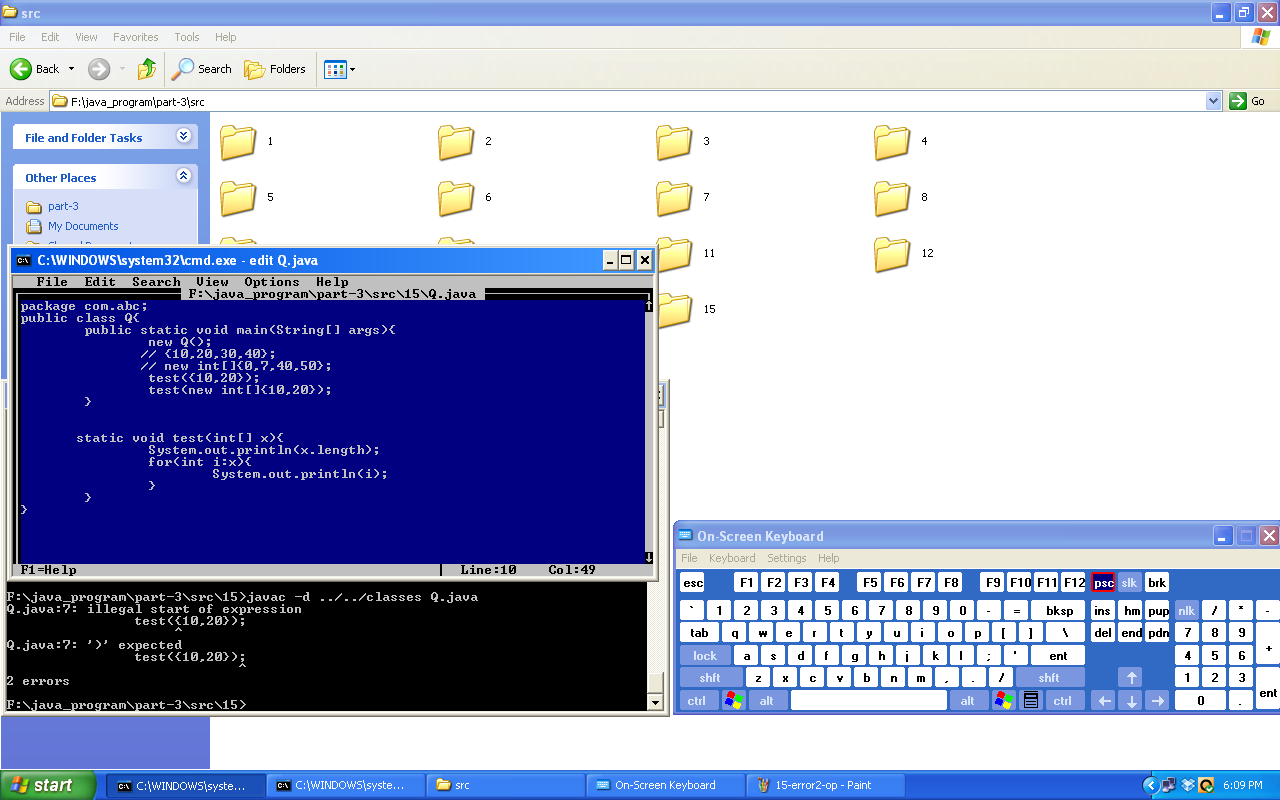 src
File Edit View Favorites Tools Help
Back Search Folders
Address F:\java_program\part-3\src Go
File and Folder Tasks
Other Places
part-3
My Documents
1 2 3 4
5 6 7 8
11 12
15
C:\WINDOWS\system32\cmd.exe - edit Q.java
File Edit Search View Options Help
F:\java_program\part-3\src\15\Q.java
package com.abc;
public class Q{
public static void main(String[] args){
new Q();
// {10,20,30,40};
// new int[]{0,7,40,50};
test({10,20});
test(new int[]{10,20});
}
static void test(int[] x){
System.out.println(x.length);
for(int i:x){
System.out.println(i);
}
}
}
F1=Help Line:10 Col:49
F:\java_program\part-3\src\15>javac -d ../../classes Q.java
Q.java:7: illegal start of expression
test({10,20});
^
Q.java:7: ')' expected
test({10,20});
^
2 errors
F:\java_program\part-3\src\15>
On-Screen Keyboard
File Keyboard Settings Help
esc F1 F2 F3 F4 F5 F6 F7 F8 F9 F10 F11 F12 psc slk brk
` 1 2 3 4 5 6 7 8 9 0 - = bksp ins hm pup nlk / * -
tab q w e r t y u i o p [ ] \ del end pdn 7 8 9 +
lock a s d f g h j k l ; ' ent 4 5 6
shft z x c v b n m , . / shft ↑ 1 2 3 ent
ctrl alt alt ctrl ← ↓ → 0 .
start C:\WINDOWS\syste... C:\WINDOWS\syste... src On-Screen Keyboard 15-error2-op - Paint 6:09 PM